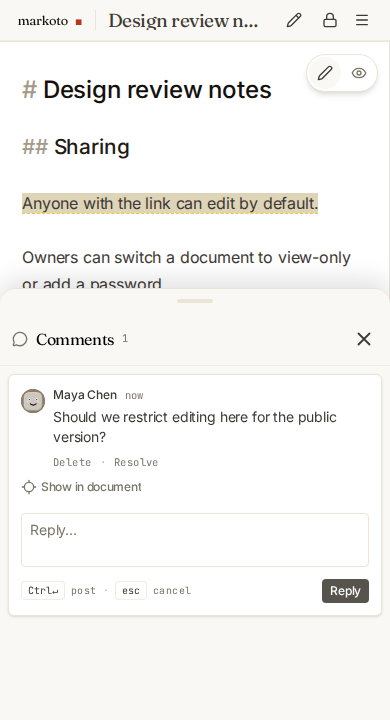 markoto
Design review n...
# Design review notes
## Sharing
Anyone with the link can edit by default.
Owners can switch a document to view-only
or add a password
Comments 1
Maya Chen now
Should we restrict editing here for the public
version?
Delete · Resolve
Show in document
Reply...
Ctrl↵ post · esc cancel
Reply